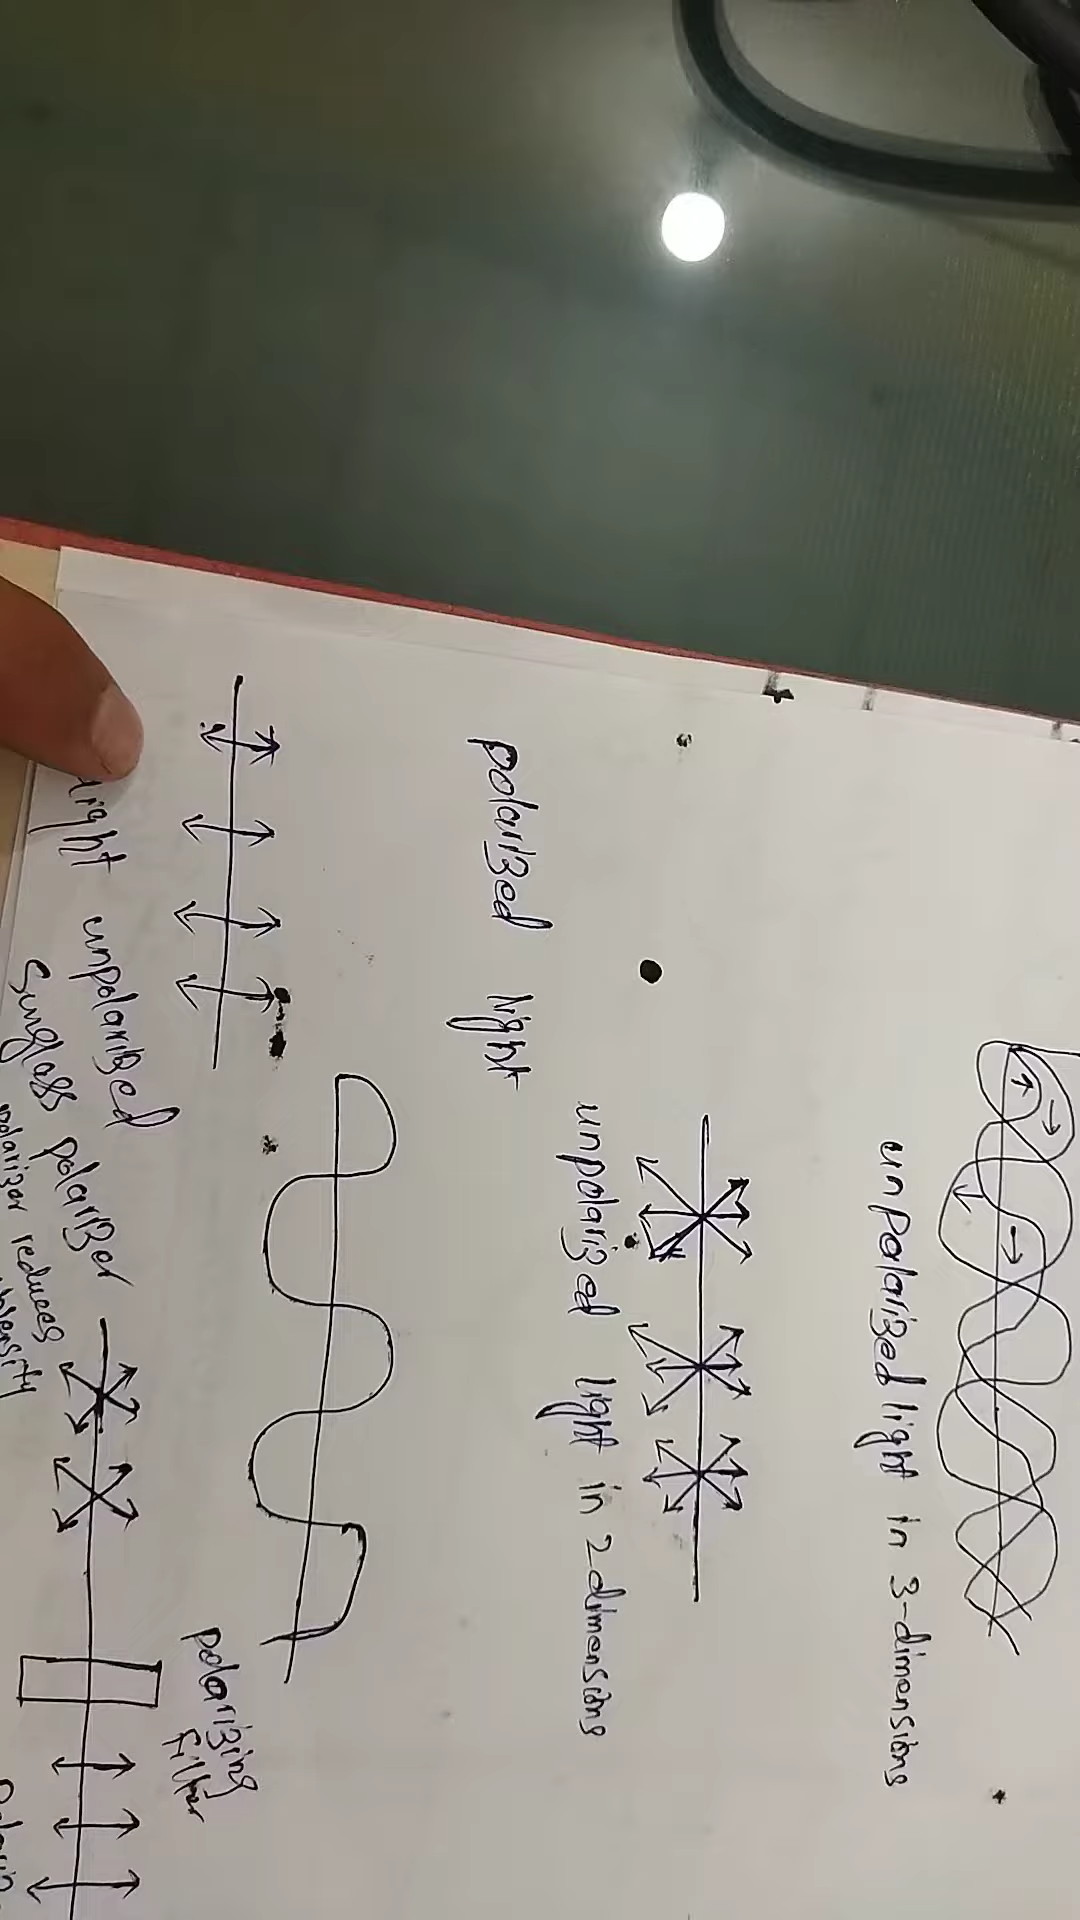 unpolarized light in 3-dimensions
unpolarized light in 2 dimensions
polarized light
polarizing
filter
light unpolarized
Sunglass polarizer
polarizer reduces